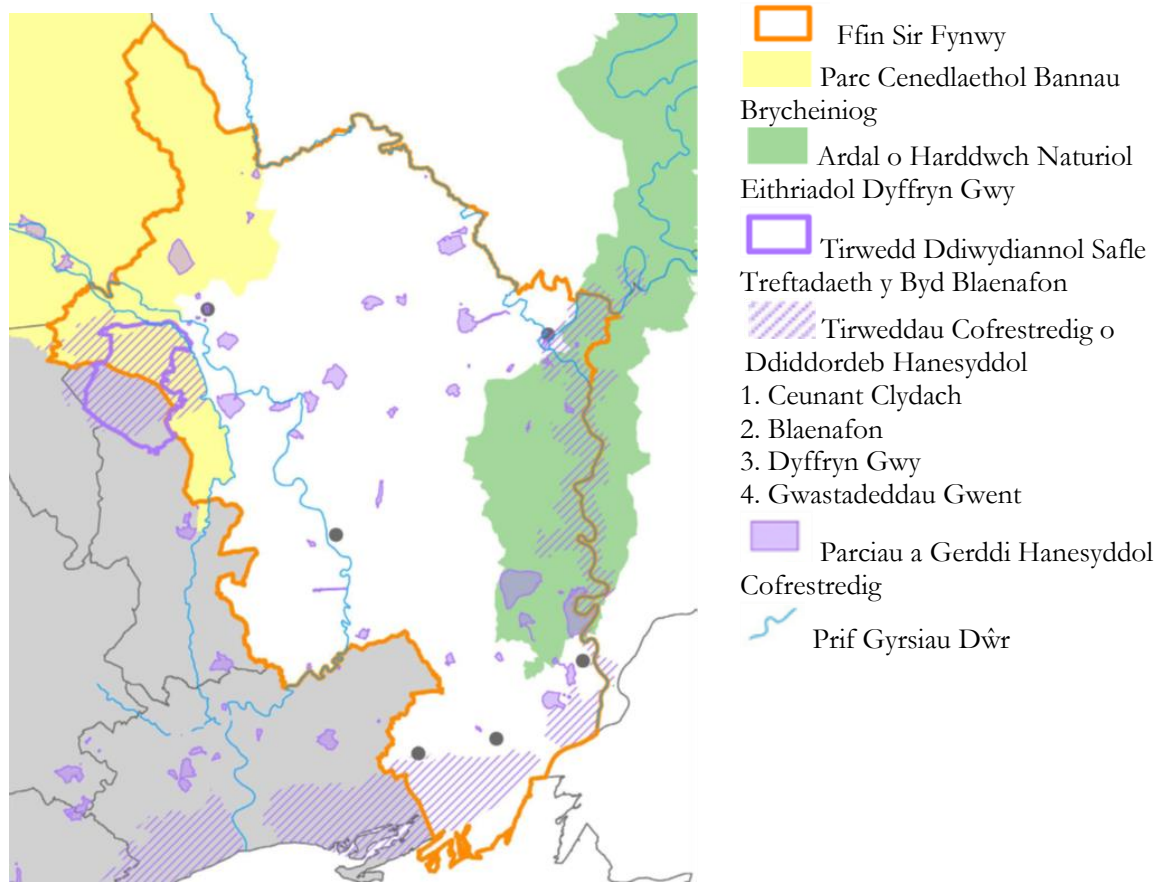 Ffin Sir Fynwy
Parc Cenedlaethol Bannau
Brycheiniog
Ardal o Harddwch Naturiol
Eithriadol Dyffryn Gwy
Tirwedd Ddiwydiannol Safle
Treftadaeth y Byd Blaenafon
Tirweddau Cofrestredig o
Ddiddordeb Hanesyddol
1. Ceunant Clydach
2. Blaenafon
3. Dyffryn Gwy
4. Gwastadeddau Gwent
Parciau a Gerddi Hanesyddol
Cofrestredig
Prif Gyrsiau Dŵr